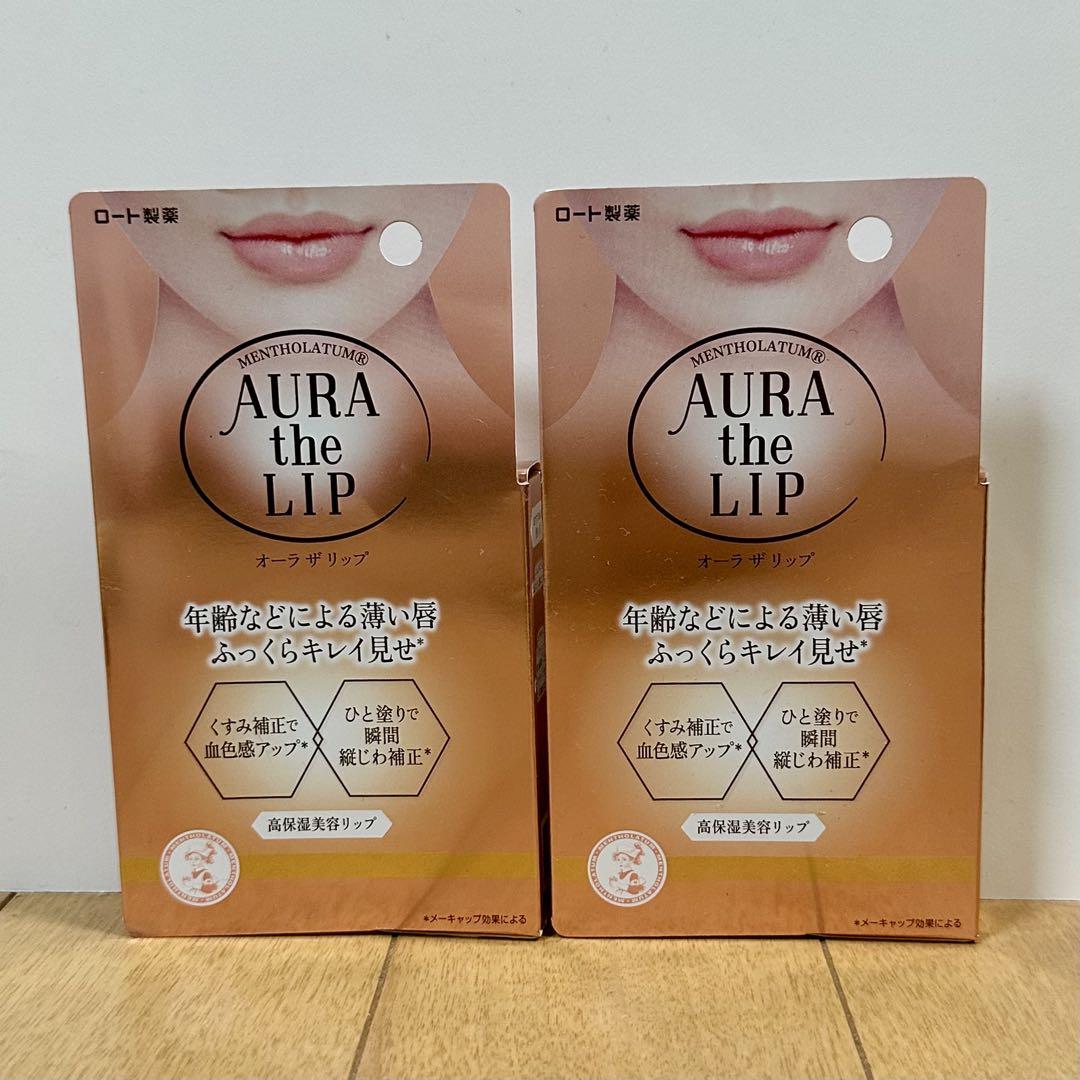 ロート製薬
MENTHOLATUM®
AURA
the
LIP
オーラ ザ リップ
年齢などによる薄い唇
ふっくらキレイ見せ*
くすみ補正で
血色感アップ*
ひと塗りで
瞬間
縦じわ補正*
高保湿美容リップ
MENTHOLATUM • MENTHOLATUM
*メーキャップ効果による
ロート製薬
MENTHOLATUM®
AURA
the
LIP
オーラ ザ リップ
年齢などによる薄い唇
ふっくらキレイ見せ*
くすみ補正で
血色感アップ*
ひと塗りで
瞬間
縦じわ補正*
高保湿美容リップ
MENTHOLATUM • MENTHOLATUM
*メーキャップ効果による